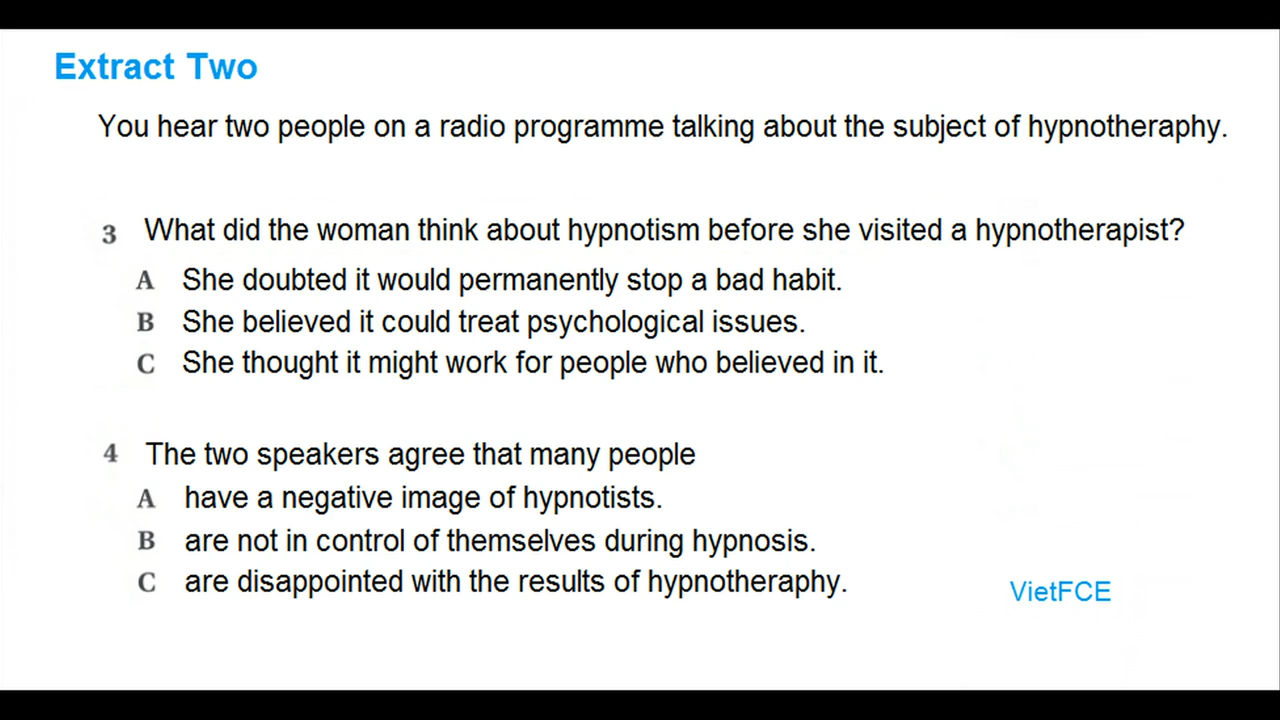 Extract Two
You hear two people on a radio programme talking about the subject of hypnotheraphy.
3 What did the woman think about hypnotism before she visited a hypnotherapist?
A She doubted it would permanently stop a bad habit.
B She believed it could treat psychological issues.
C She thought it might work for people who believed in it.
4 The two speakers agree that many people
A have a negative image of hypnotists.
B are not in control of themselves during hypnosis.
C are disappointed with the results of hypnotheraphy.
VietFCE